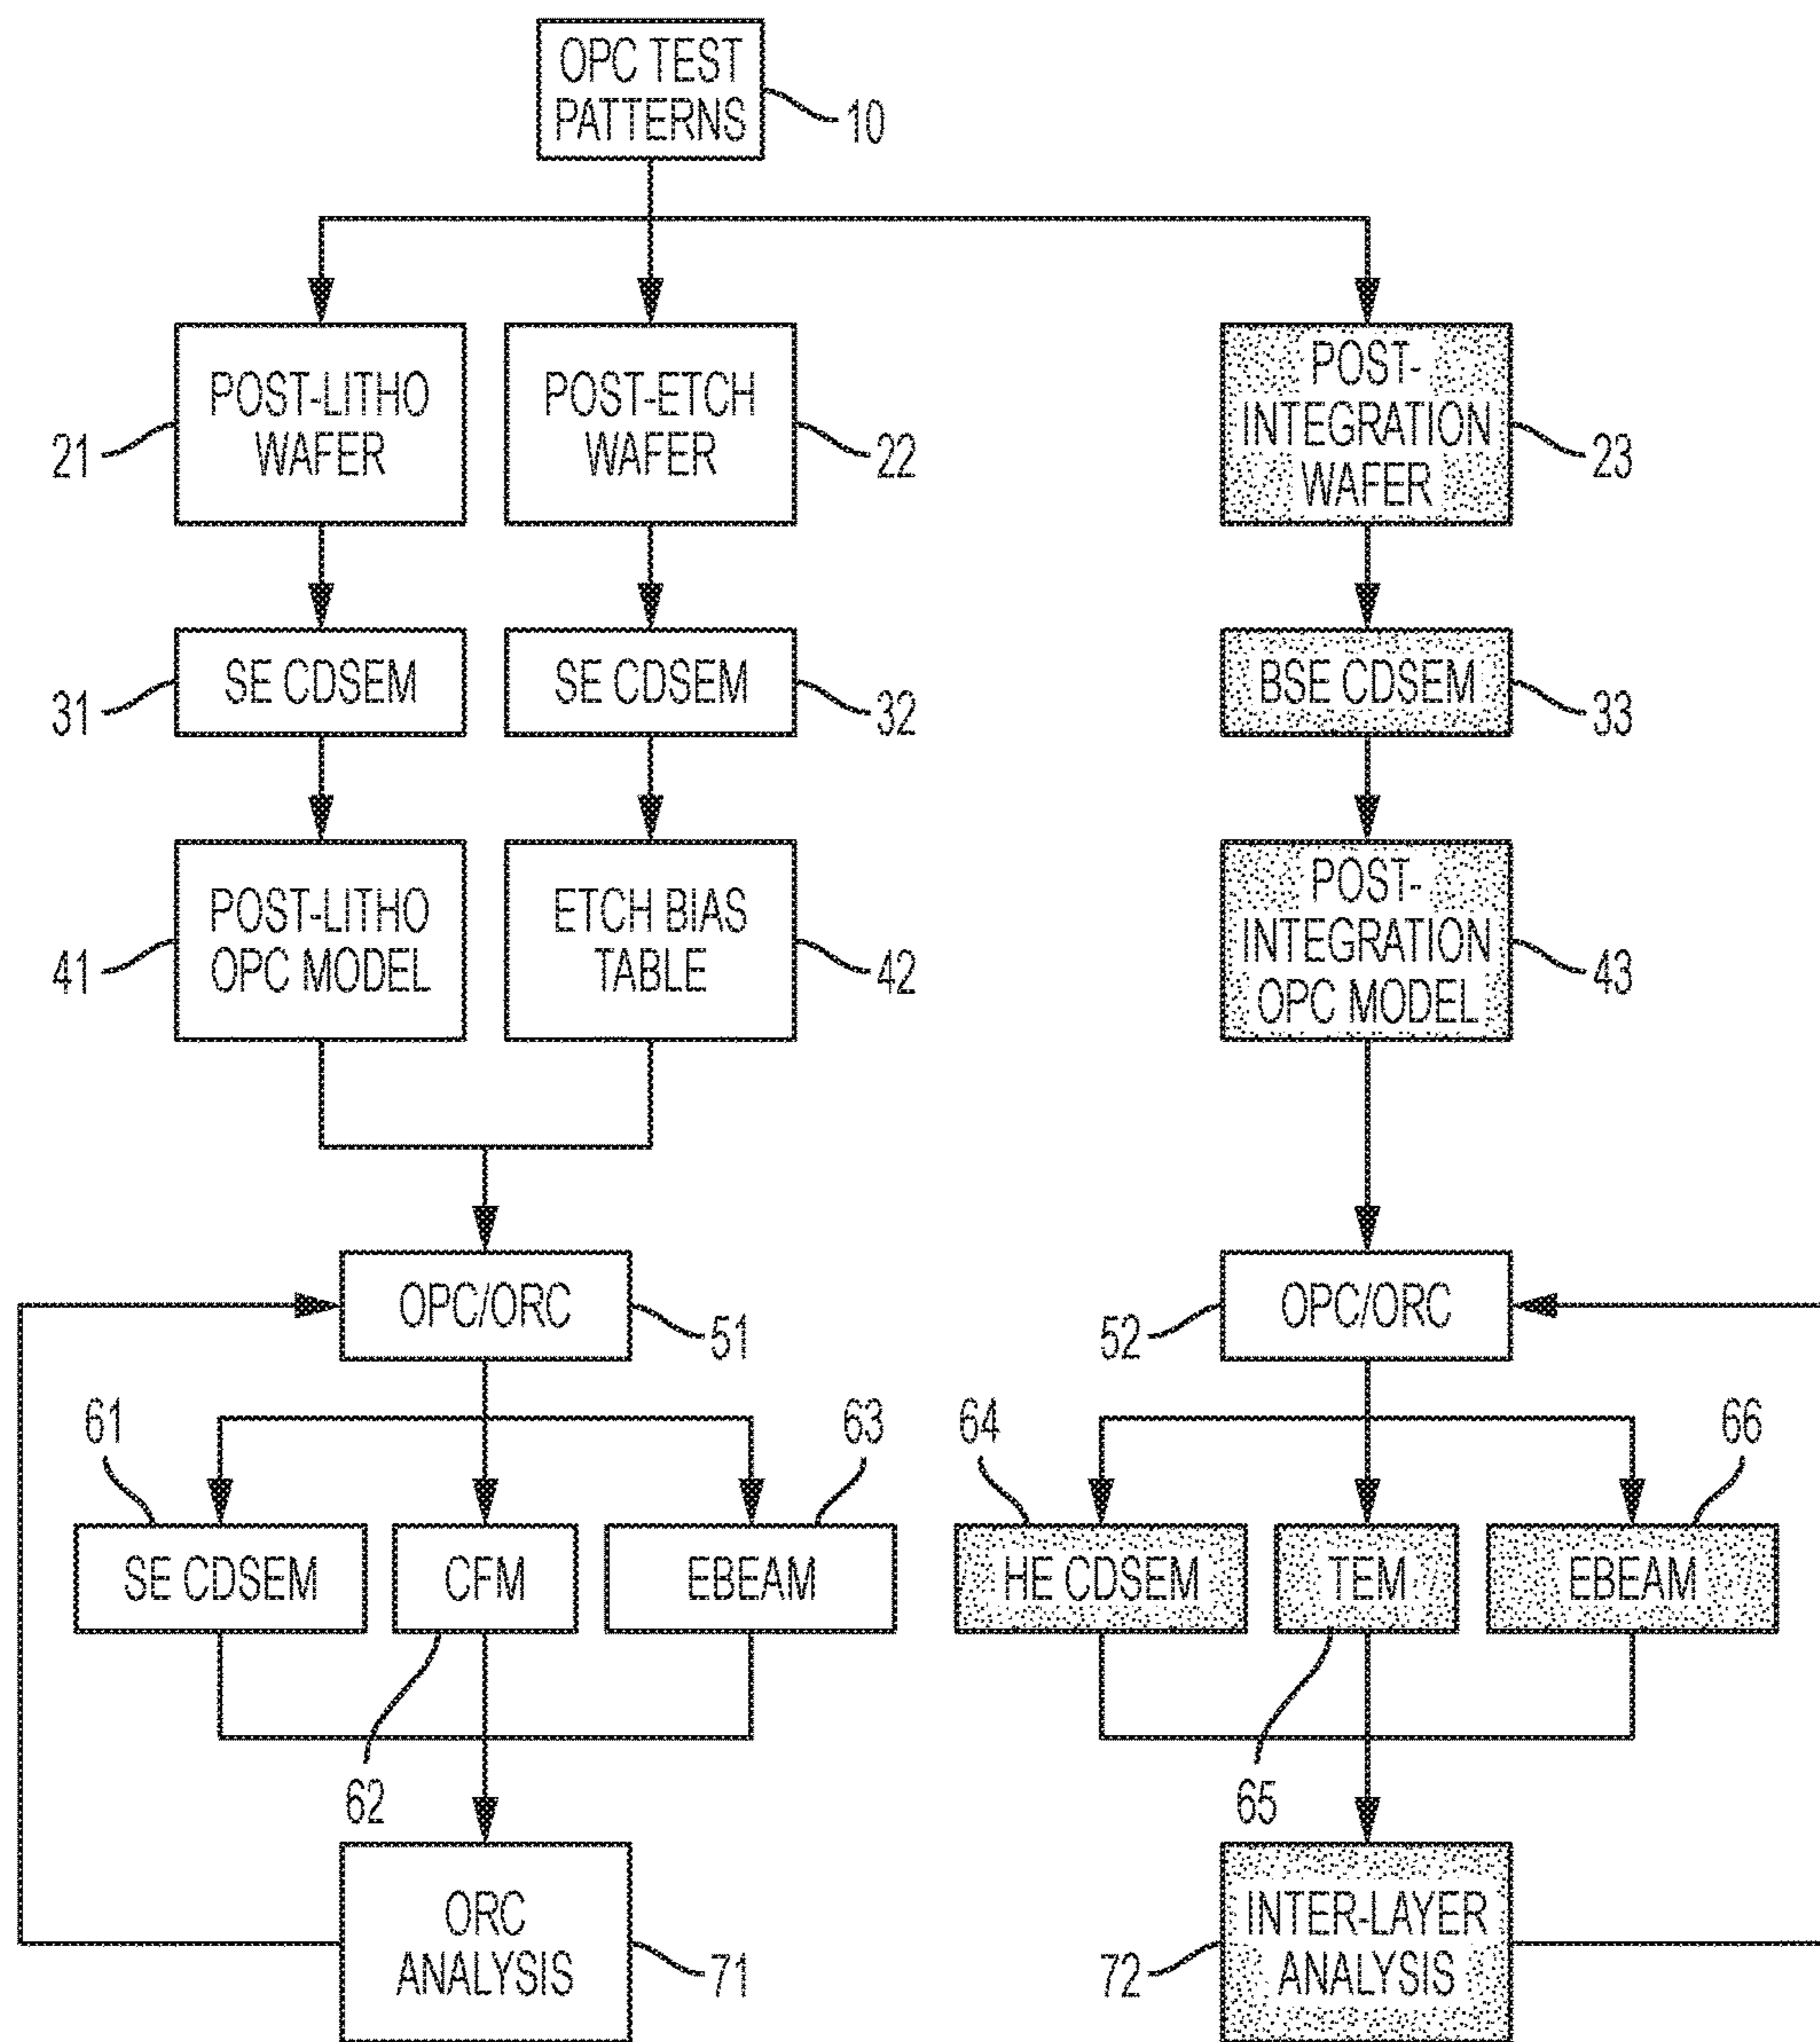 OPC TEST
PATTERNS
10
POST-LITHO
WAFER
21
POST-ETCH
WAFER
22
POST-
INTEGRATION
WAFER
23
SE CDSEM
31
SE CDSEM
32
BSE CDSEM
33
POST-LITHO
OPC MODEL
41
ETCH BIAS
TABLE
42
POST-
INTEGRATION
OPC MODEL
43
OPC/ORC
51
OPC/ORC
52
61
63
64
66
SE CDSEM
CFM
EBEAM
HE CDSEM
TEM
EBEAM
62
65
ORC
ANALYSIS
71
INTER-LAYER
ANALYSIS
72